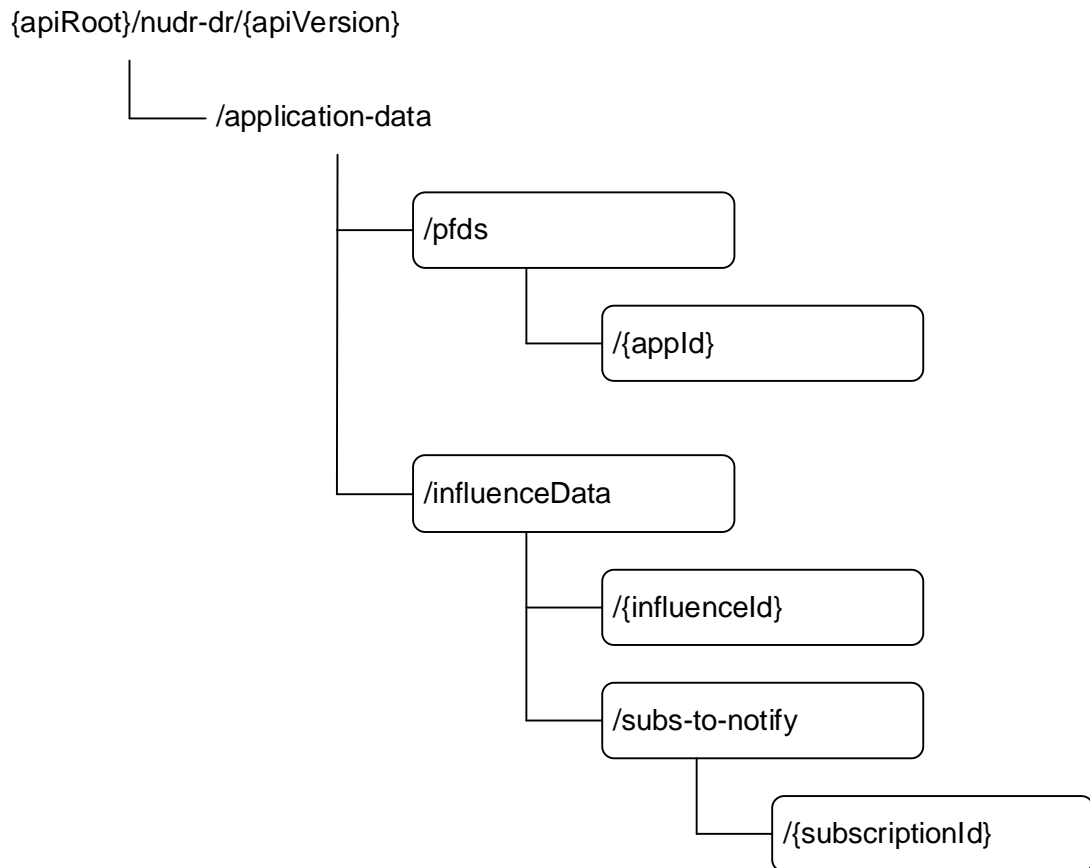 {apiRoot}/nudr-dr/{apiVersion}
/application-data
/pfds
/{appId}
/influenceData
/{influenceId}
/subs-to-notify
/{subscriptionId}